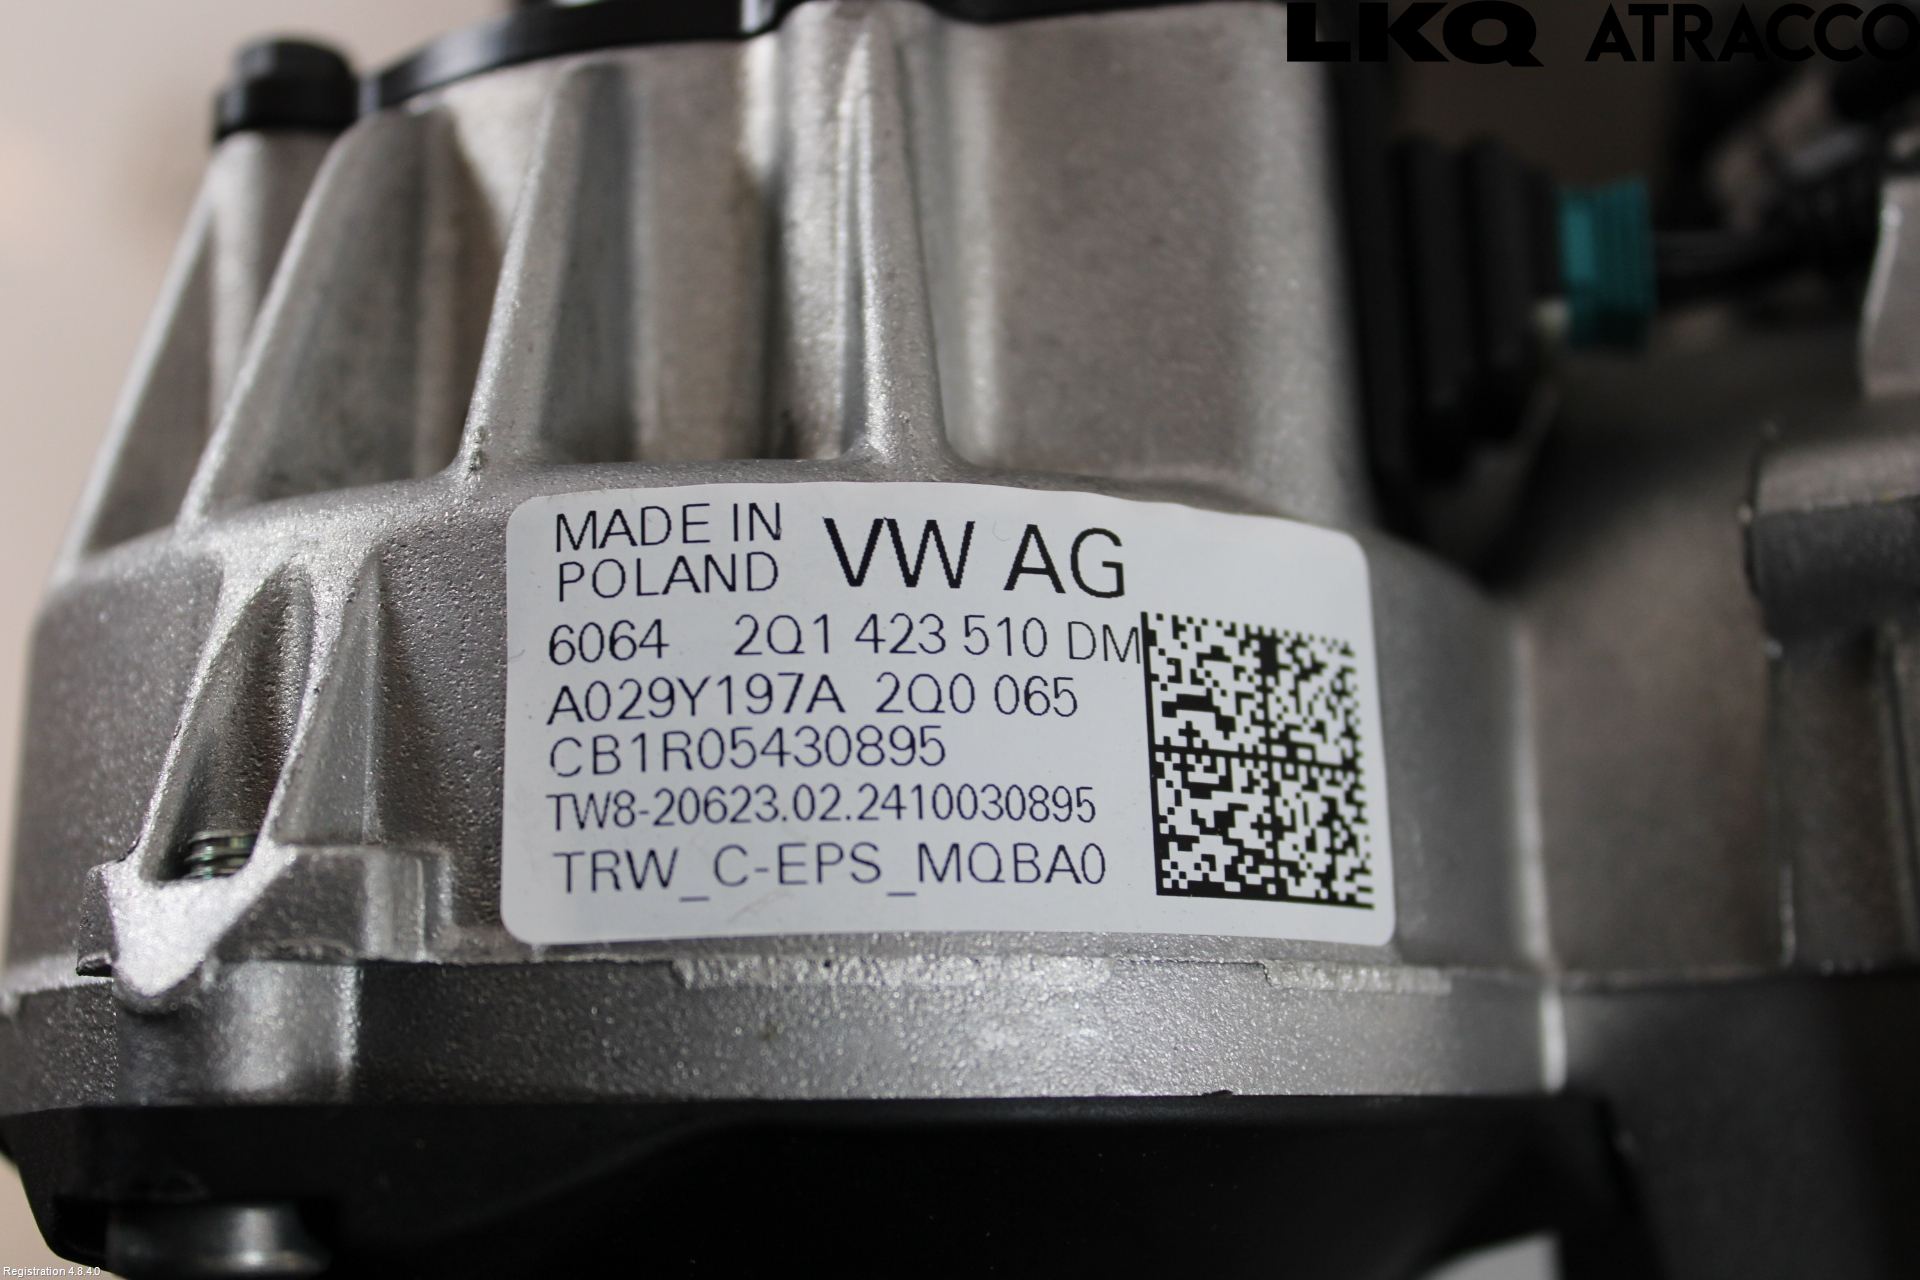 LKQ ATRACCO
MADE IN
POLAND
VW AG
6064 2Q1 423 510 DM
A029Y197A 2Q0 065
CB1R05430895
TW8-20623.02.2410030895
TRW_C-EPS_MQBA0
Registration 4.8.4.0